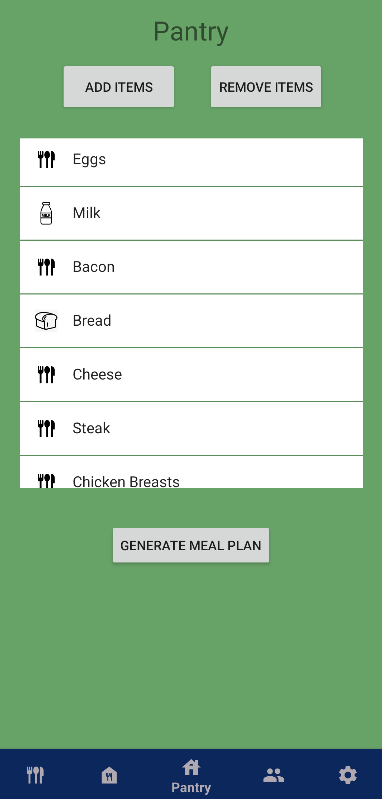 Pantry
ADD ITEMS
REMOVE ITEMS
Eggs
Milk
Bacon
Bread
Cheese
Steak
Chicken Breasts
GENERATE MEAL PLAN
Pantry